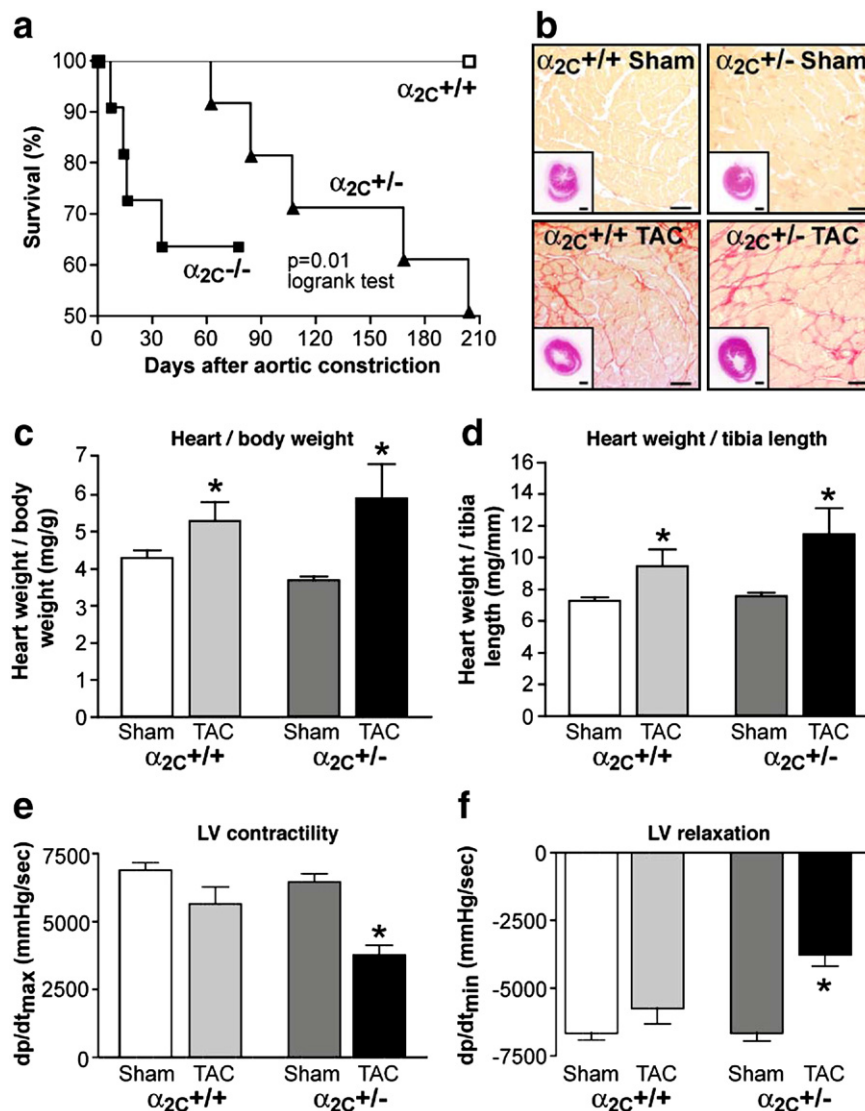 a
100
90
80
70
60
50
Survival (%)
α2C+/+
α2C+/-
α2C-/-
p=0.01
logrank test
0 30 60 90 120 150 180 210
Days after aortic constriction
b
α2C+/+ Sham
α2C+/- Sham
α2C+/+ TAC
α2C+/- TAC
c
Heart / body weight
Heart weight / body
weight (mg/g)
7
6
5
4
3
2
1
0
* *
Sham TAC Sham TAC
α2C+/+ α2C+/-
d
Heart weight / tibia length
Heart weight / tibia
length (mg/mm)
16
14
12
10
8
6
4
2
0
* *
Sham TAC Sham TAC
α2C+/+ α2C+/-
e
LV contractility
dp/dtmax (mmHg/sec)
7500
5000
2500
0
*
Sham TAC Sham TAC
α2C+/+ α2C+/-
f
LV relaxation
dp/dtmin (mmHg/sec)
0
-2500
-5000
-7500
*
Sham TAC Sham TAC
α2C+/+ α2C+/-